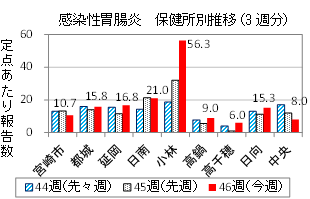 感染性胃腸炎　保健所別推移(3週分)
定点あたり報告数
60
40
20
0
10.7
15.8
16.8
21.0
56.3
9.0
6.0
15.3
8.0
宮崎市
都城
延岡
日南
小林
高鍋
高千穂
日向
中央
44週(先々週)
45週(先週)
46週(今週)